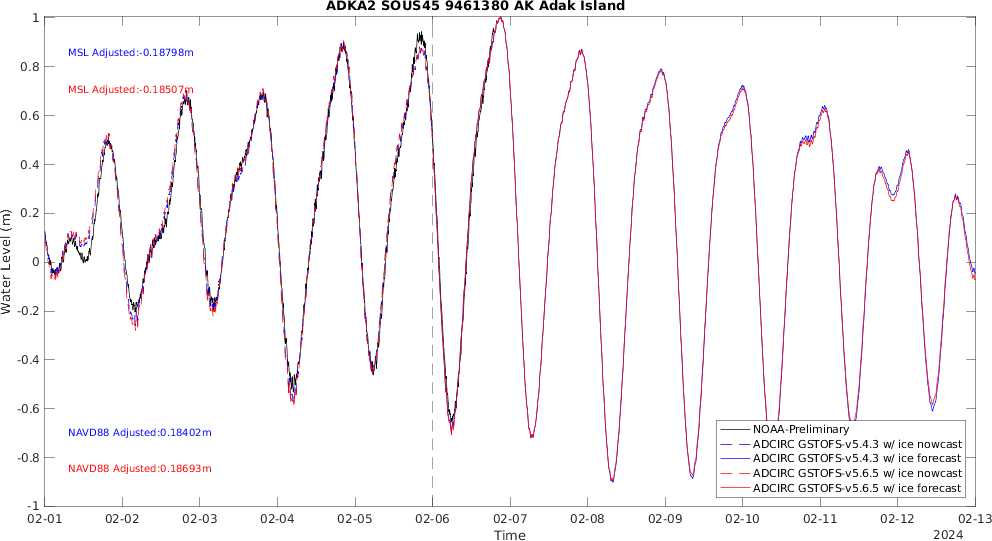 ADKA2 SOUS45 9461380 AK Adak Island
MSL Adjusted:-0.18798m
MSL Adjusted:-0.18507m
NAVD88 Adjusted:0.18402m
NAVD88 Adjusted:0.18693m
Water Level (m)
1
0.8
0.6
0.4
0.2
0
-0.2
-0.4
-0.6
-0.8
-1
NOAA-Preliminary
ADCIRC GSTOFS-v5.4.3 w/ ice nowcast
ADCIRC GSTOFS-v5.4.3 w/ ice forecast
ADCIRC GSTOFS-v5.6.5 w/ ice nowcast
ADCIRC GSTOFS-v5.6.5 w/ ice forecast
02-01 02-02 02-03 02-04 02-05 02-06 02-07 02-08 02-09 02-10 02-11 02-12 02-13
Time
2024